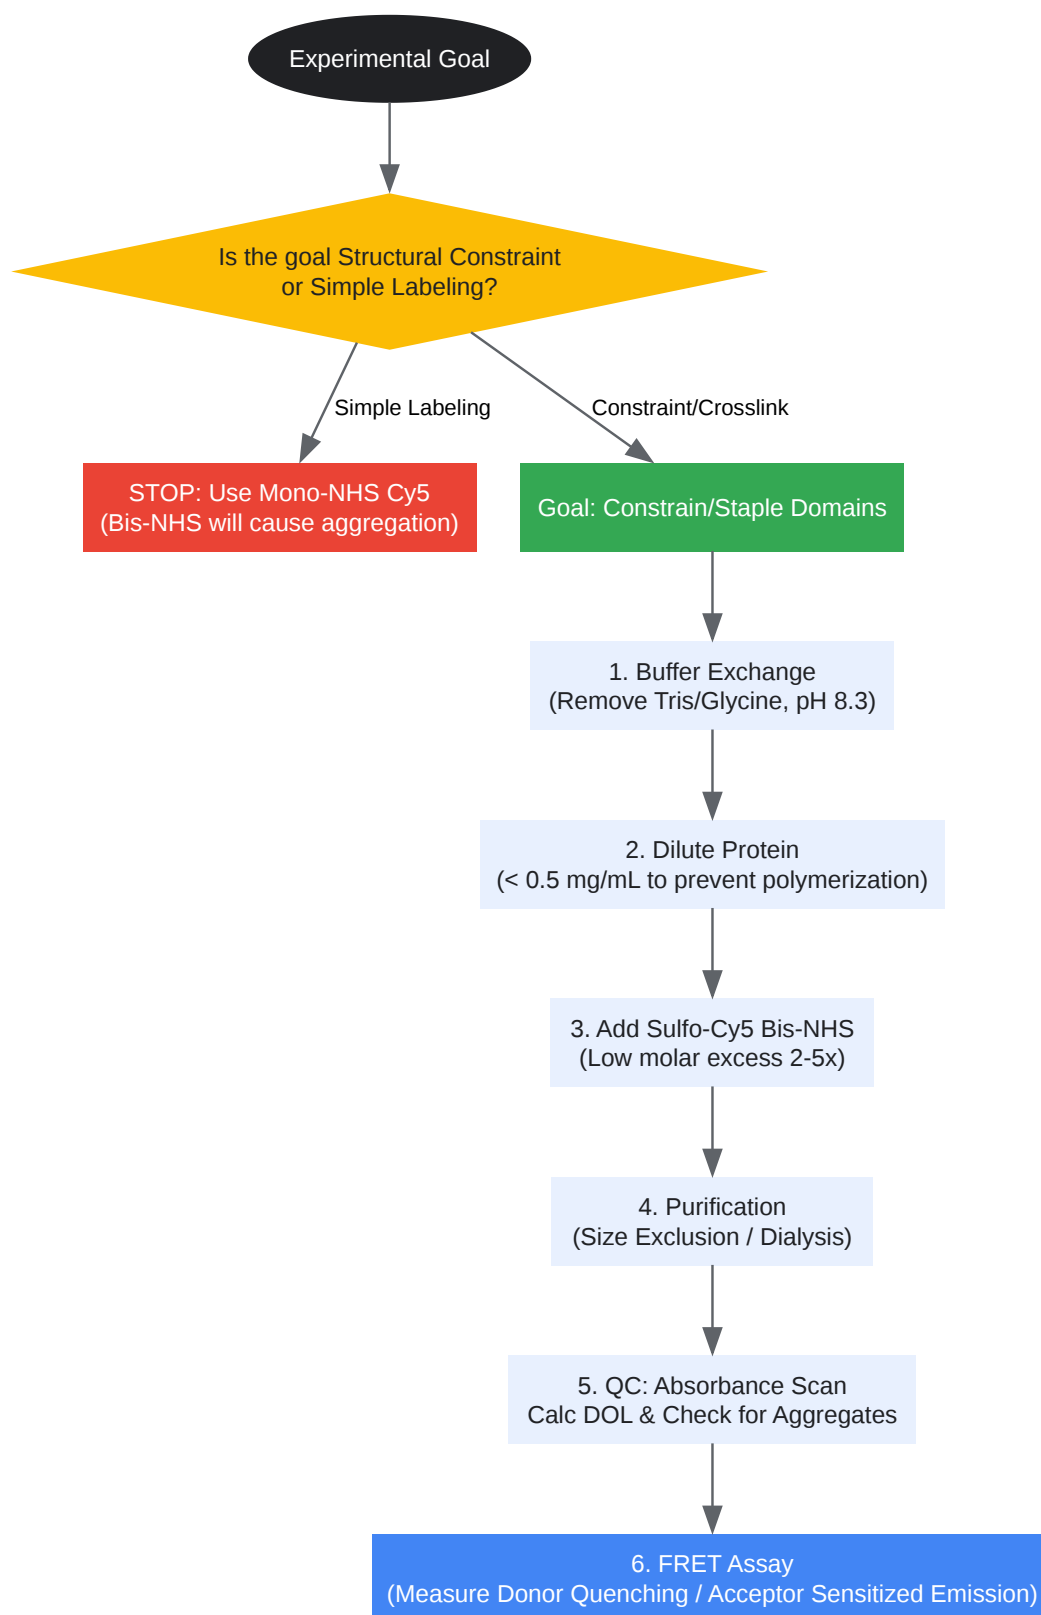 Experimental Goal
Is the goal Structural Constraint
or Simple Labeling?
Simple Labeling
Constraint/Crosslink
STOP: Use Mono-NHS Cy5
(Bis-NHS will cause aggregation)
Goal: Constrain/Staple Domains
1. Buffer Exchange
(Remove Tris/Glycine, pH 8.3)
2. Dilute Protein
(< 0.5 mg/mL to prevent polymerization)
3. Add Sulfo-Cy5 Bis-NHS
(Low molar excess 2-5x)
4. Purification
(Size Exclusion / Dialysis)
5. QC: Absorbance Scan
Calc DOL & Check for Aggregates
6. FRET Assay
(Measure Donor Quenching / Acceptor Sensitized Emission)